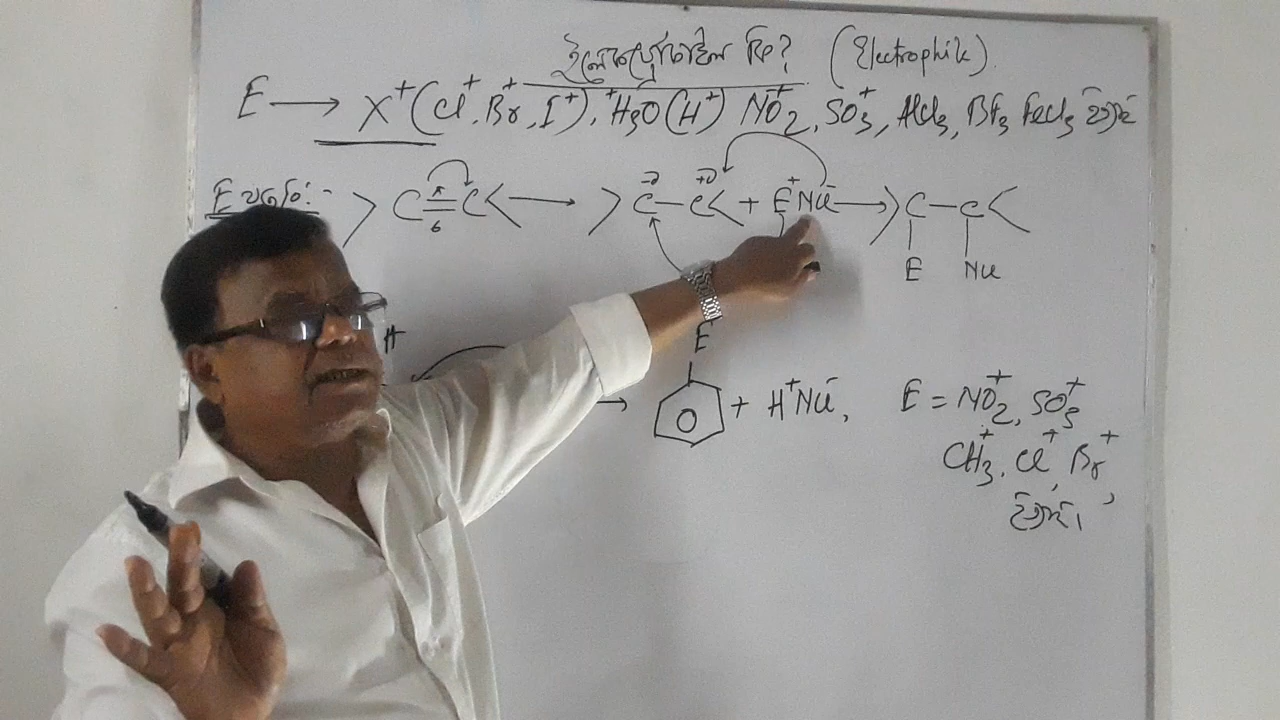 ইলেকট্রোফাইল কি? (Electrophile).
E → X⁺(Cl⁺, Br⁺, I⁺), ⁺H₃O(H⁺) NO₂⁺, SO₃⁺, AlCl₃, BF₃ FeCl₃ ইত্যাদি
>C=C< → >C–C< + E⁺Nu⁻ → >C–C<
π
σ
E Nu
H
E
+ H⁺Nu⁻, E = NO₂⁺, SO₃⁺
CH₃⁺, Cl⁺, Br⁺,
ইত্যাদি।